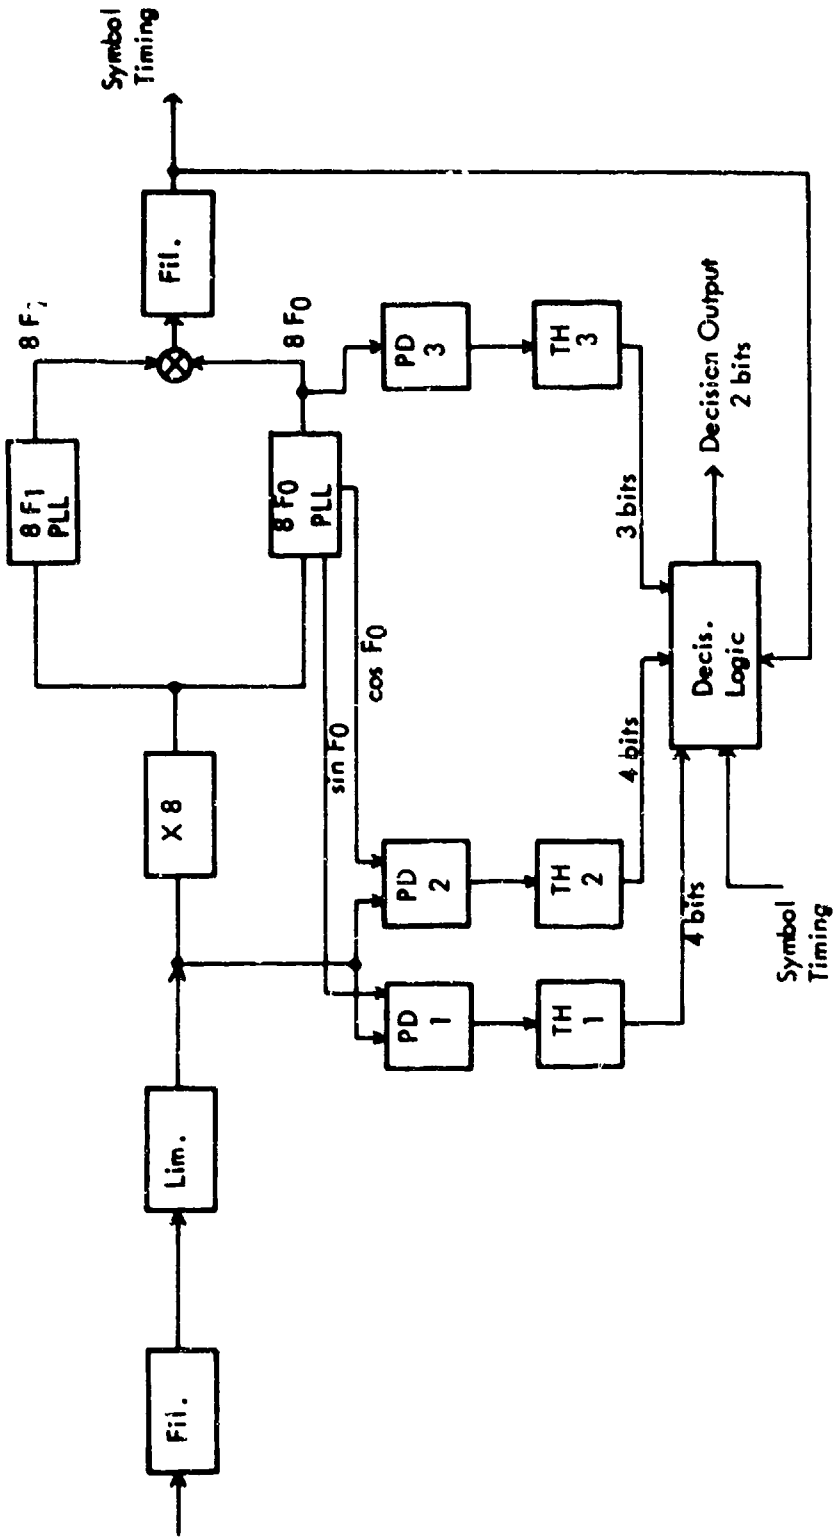 Fil.
Lim.
X 8
8 F1
PLL
8 F0
PLL
8 F
8 F0
Fil.
Symbol
Timing
sin F0
cos F0
PD
1
PD
2
PD
3
TH
1
TH
2
TH
3
4 bits
4 bits
3 bits
Decis.
Logic
Decision Output
2 bits
Symbol
Timing